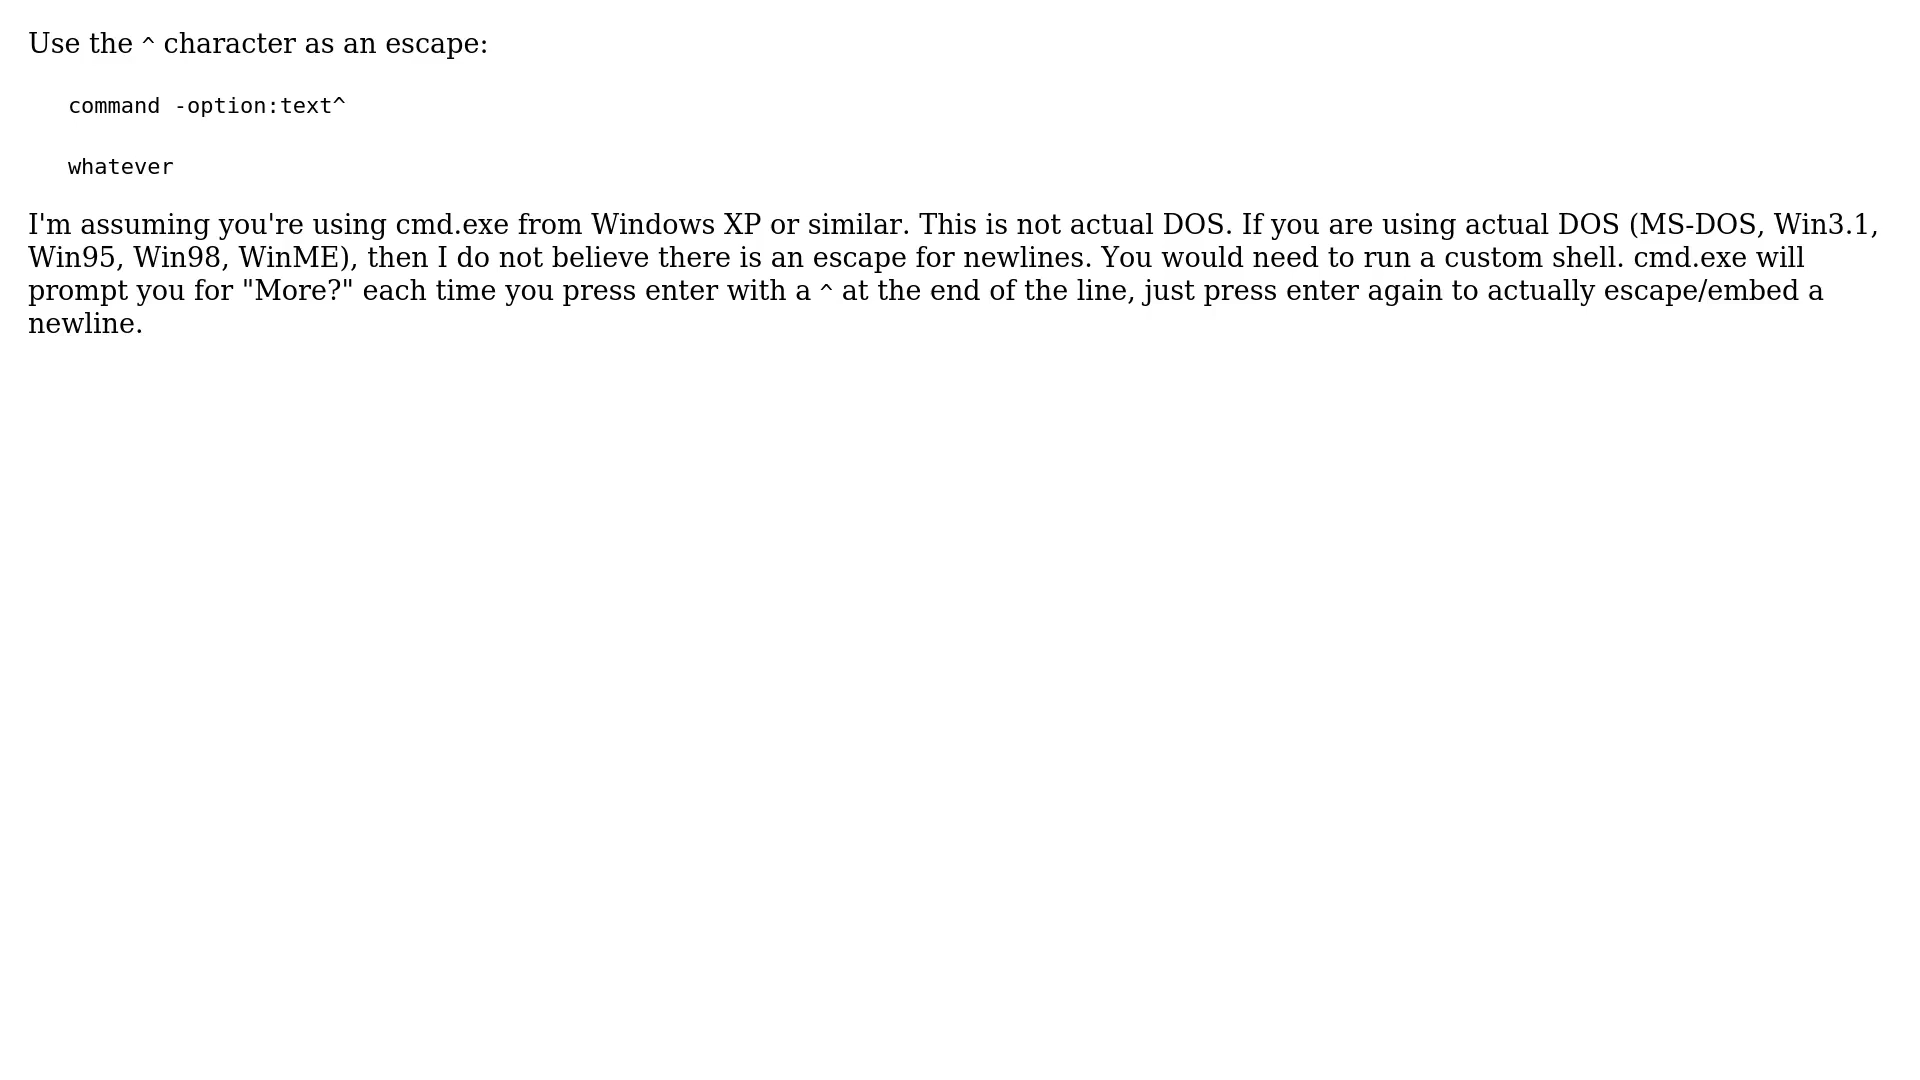 Use the ^ character as an escape:
command -option:text^
whatever
I'm assuming you're using cmd.exe from Windows XP or similar. This is not actual DOS. If you are using actual DOS (MS-DOS, Win3.1,
Win95, Win98, WinME), then I do not believe there is an escape for newlines. You would need to run a custom shell. cmd.exe will
prompt you for "More?" each time you press enter with a ^ at the end of the line, just press enter again to actually escape/embed a
newline.